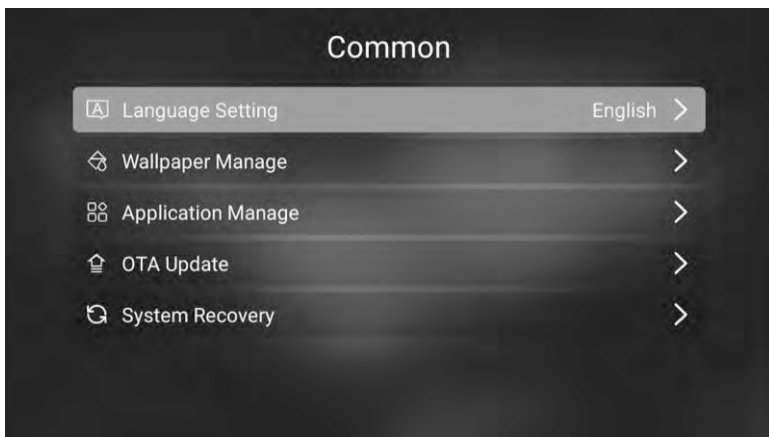 Common
Language Setting English
Wallpaper Manage
Application Manage
OTA Update
System Recovery